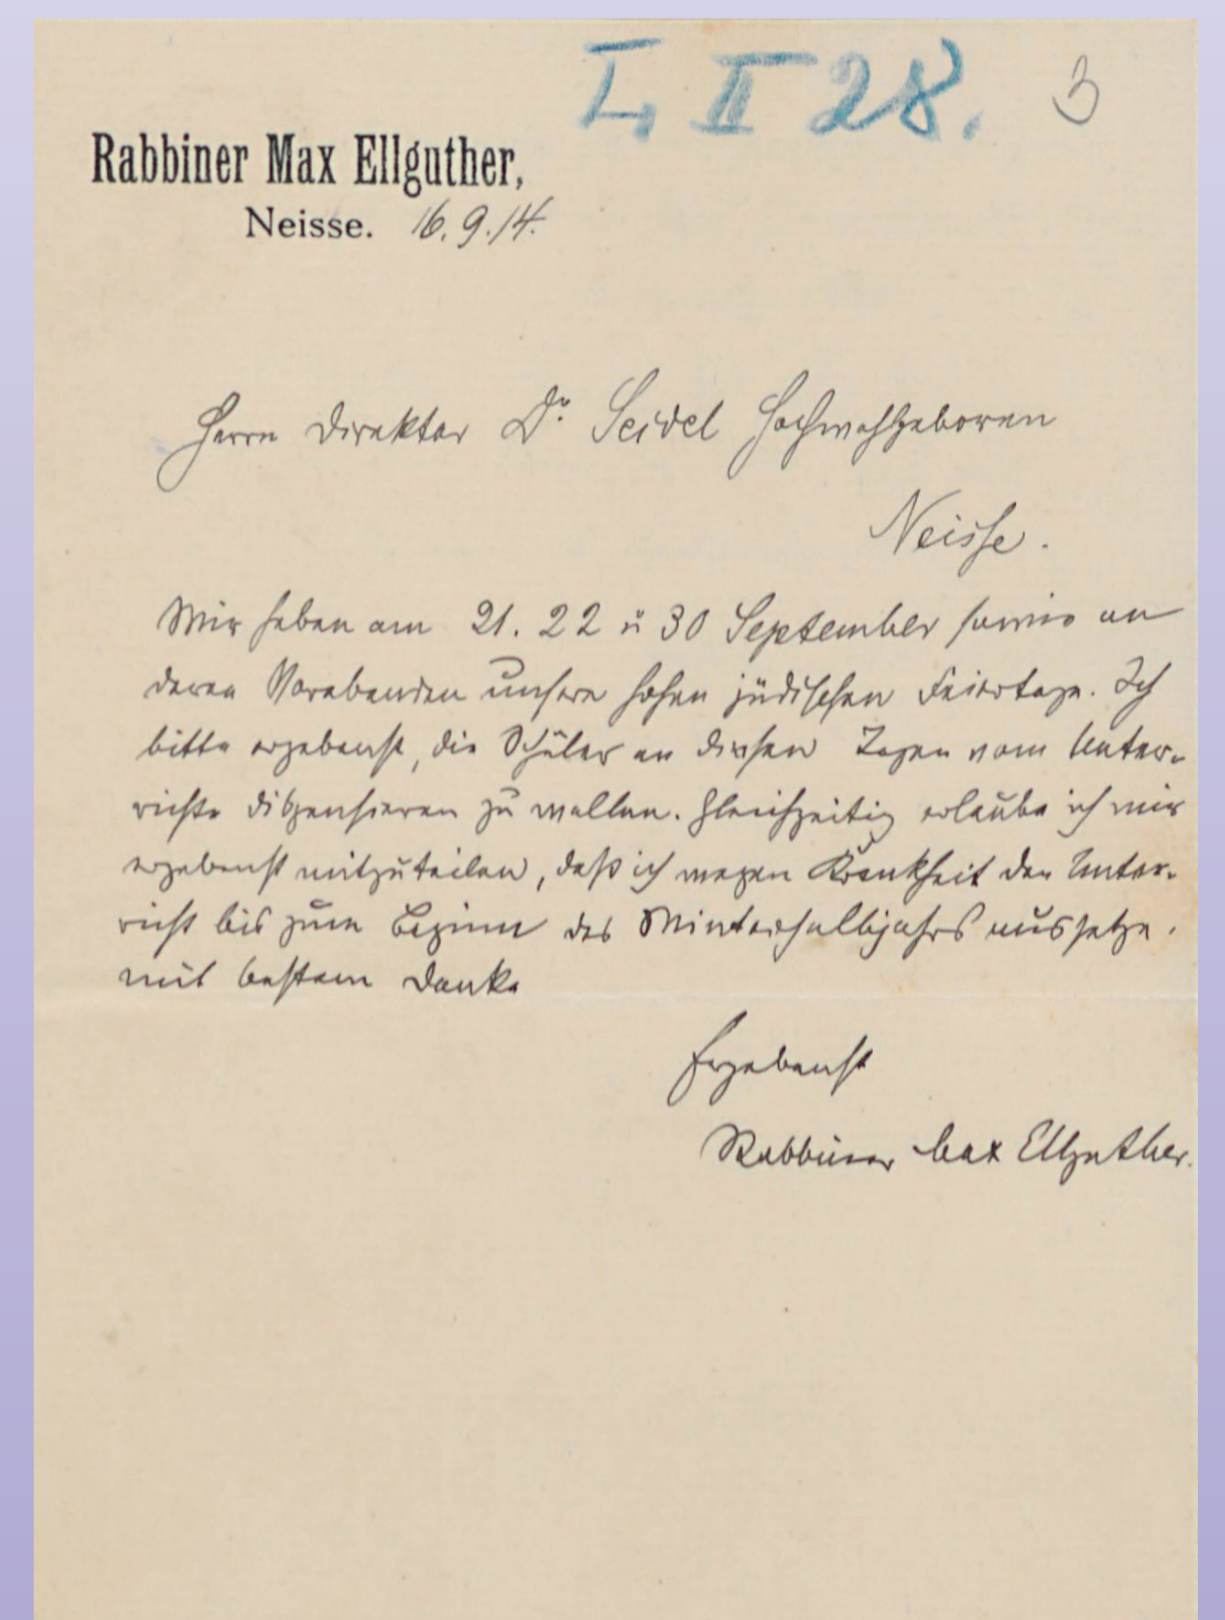 I, II 28. 3
Rabbiner Max Ellguther,
Neisse. 16.9.14.
Herrn Direktor Dr. Seidel Hochwohlgeboren
Neisse.
Wir haben am 21. 22 u 30 September sowie an
deren Vorabenden unsere hohen jüdischen Feiertage. Ich
bitte ergebenst, die Schüler an diesen Tagen vom Unter-
richte dispensieren zu wollen. Gleichzeitig erlaube ich mir
ergebenst mitzuteilen, daß ich wegen Krankheit den Unter-
richt bis zum Beginn des Winterhalbjahrs aussetze.
mit bestem Danke
Ergebenst
Rabbiner Max Ellguther.